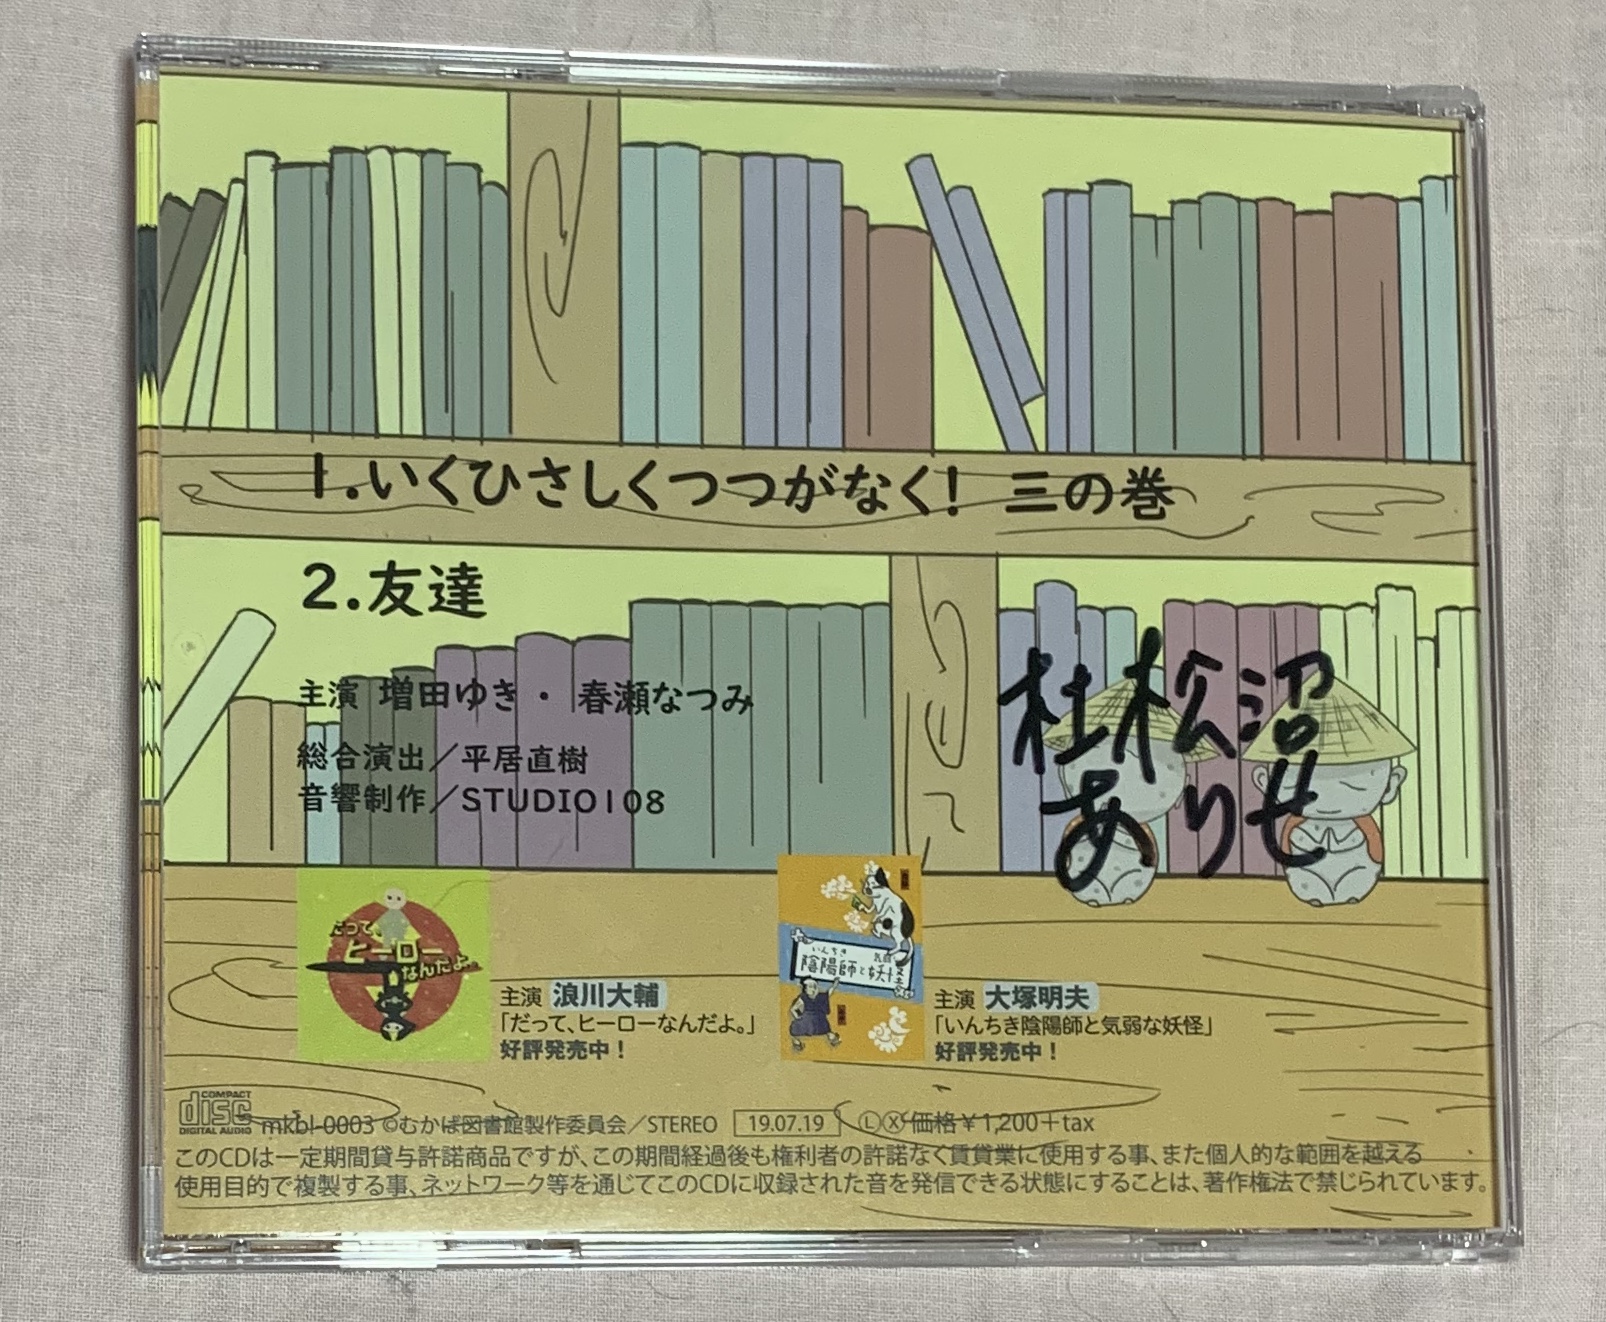 1.いくひさしくつつがなく! 三の巻
2.友達
主演 増田ゆき・ 春瀬なつみ
総合演出/平居直樹
音響制作/STUDIO108
杜松沼
ありせ
だって、
ヒーロー
なんだよ。
主演 浪川大輔
「だって、ヒーローなんだよ。」
好評発売中!
いんちき
陰陽師と妖怪
主演 大塚明夫
「いんちき陰陽師と気弱な妖怪」
好評発売中!
COMPACT
disc
DIGITAL AUDIO
mkbl-0003 ©むかば図書館製作委員会/STEREO 19.07.19 Ⓛ Ⓧ 価格¥1,200+tax
このCDは一定期間貸与許諾商品ですが、この期間経過後も権利者の許諾なく賃貸業に使用する事、また個人的な範囲を越える
使用目的で複製する事、ネットワーク等を通じてこのCDに収録された音を発信できる状態にすることは、著作権法で禁じられています。